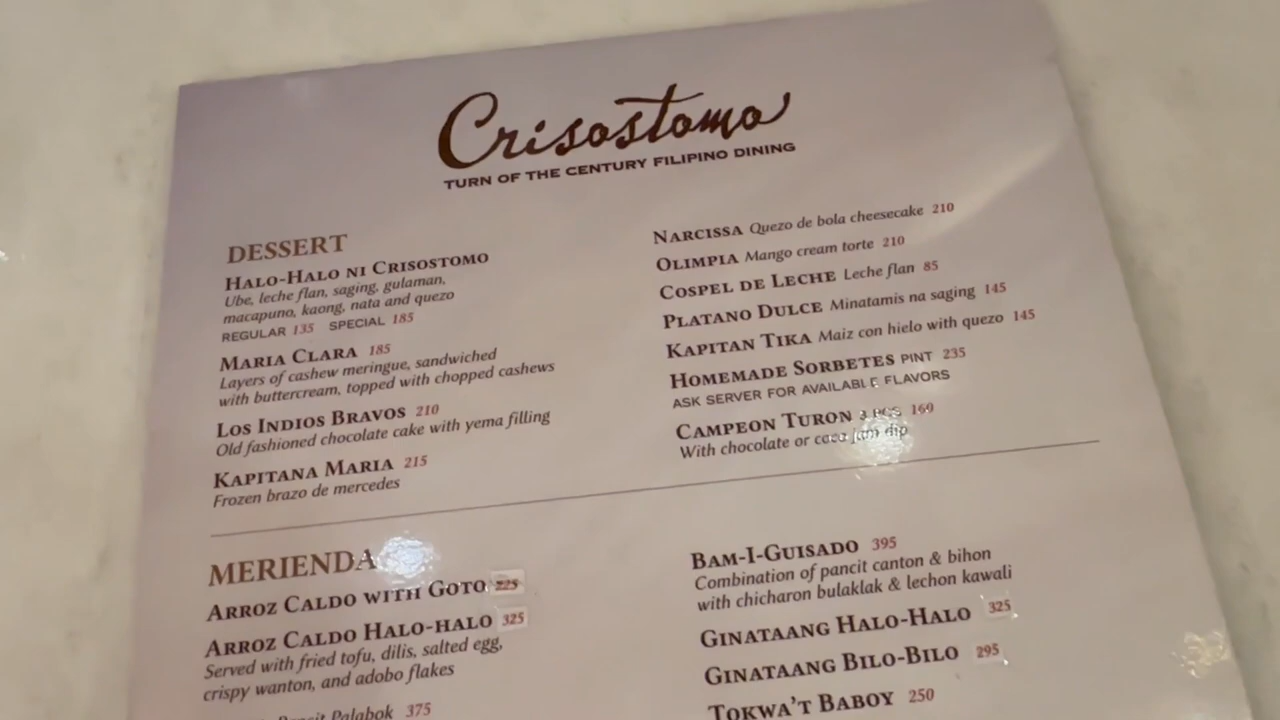 Crisostomo
TURN OF THE CENTURY FILIPINO DINING
DESSERT
HALO-HALO NI CRISOSTOMO
Ube, leche flan, saging, gulaman,
macapuno, kaong, nata and quezo
REGULAR 135 SPECIAL 185
MARIA CLARA 185
Layers of cashew meringue, sandwiched
with buttercream, topped with chopped cashews
LOS INDIOS BRAVOS 210
Old fashioned chocolate cake with yema filling
KAPITANA MARIA 215
Frozen brazo de mercedes
NARCISSA Quezo de bola cheesecake 210
OLIMPIA Mango cream torte 210
COSPEL DE LECHE Leche flan 85
PLATANO DULCE Minatamis na saging 145
KAPITAN TIKA Maiz con hielo with quezo 145
HOMEMADE SORBETES PINT 235
ASK SERVER FOR AVAILABLE FLAVORS
CAMPEON TURON 3 PCS 160
With chocolate or coco jam dip
MERIENDA
ARROZ CALDO WITH GOTO 225
ARROZ CALDO HALO-HALO 325
Served with fried tofu, dilis, salted egg,
crispy wanton, and adobo flakes
Pancit Palabok 375
BAM-I-GUISADO 395
Combination of pancit canton & bihon
with chicharon bulaklak & lechon kawali
GINATAANG HALO-HALO 325
GINATAANG BILO-BILO 295
TOKWA'T BABOY 250